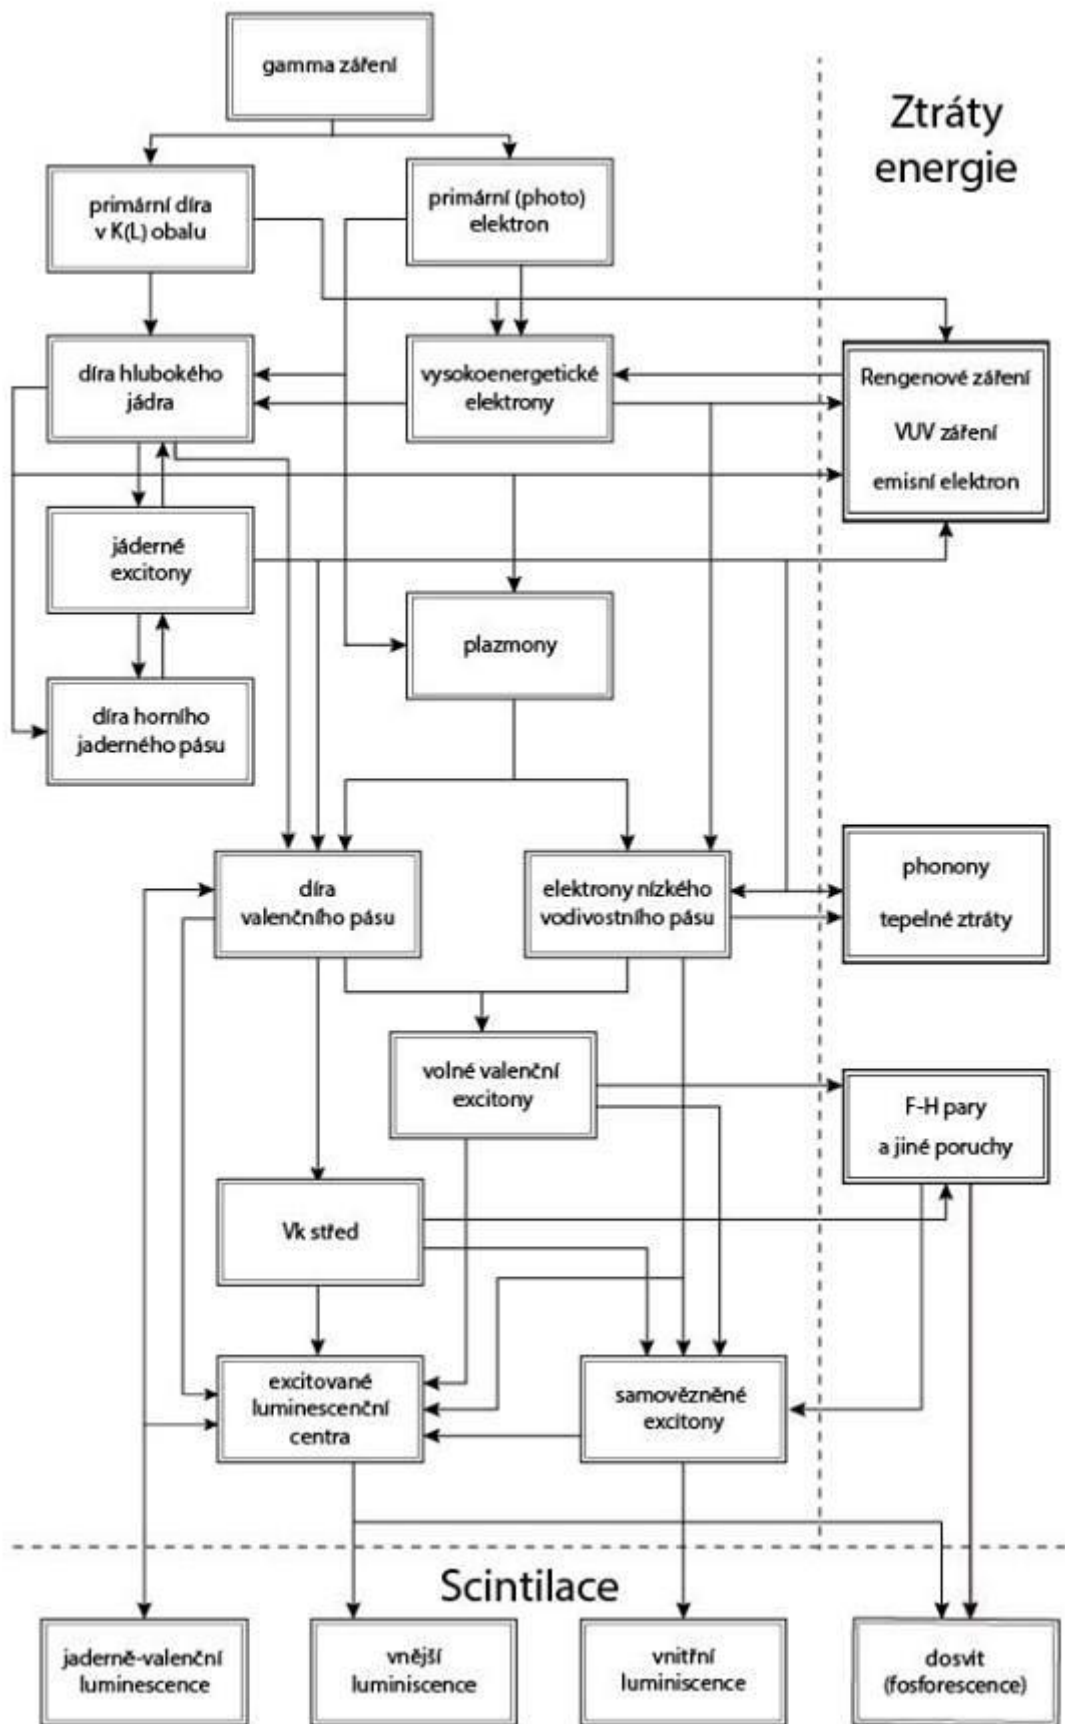 gamma záření
Ztráty
energie
primární díra
v K(L) obalu
primární (photo)
elektron
díra hlubokého
jádra
vysokoenergetické
elektrony
Rengenové záření
VUV záření
emisní elektron
jáderné
excitony
plazmony
díra horního
jaderného pásu
díra
valenčního pásu
elektrony nízkého
vodivostního pásu
phonony
tepelné ztráty
volné valenční
excitony
F-H pary
a jiné poruchy
Vk střed
excitované
luminescenční
centra
samovězněné
excitony
Scintilace
jaderně-valenční
luminescence
vnější
luminiscence
vnitřní
luminiscence
dosvit
(fosforescence)